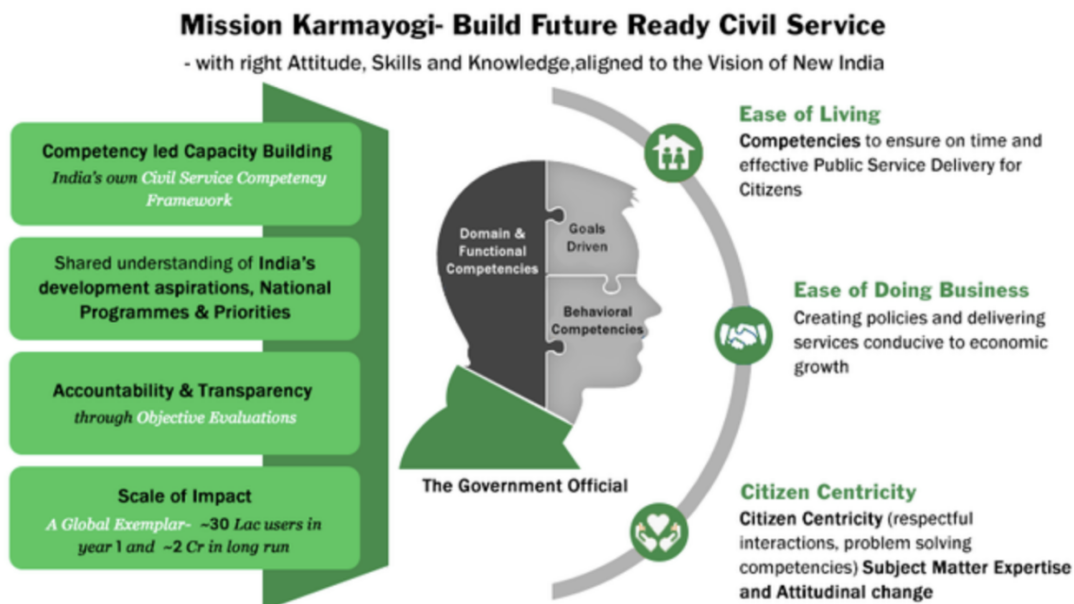 Mission Karmayogi- Build Future Ready Civil Service
- with right Attitude, Skills and Knowledge,aligned to the Vision of New India
Competency led Capacity Building
India's own Civil Service Competency
Framework
Shared understanding of India's
development aspirations, National
Programmes & Priorities
Accountability & Transparency
through Objective Evaluations
Scale of Impact
A Global Exemplar- ~30 Lac users in
year 1 and ~2 Cr in long run
Domain &
Functional
Competencies
Goals
Driven
Behavioral
Competencies
The Government Official
Ease of Living
Competencies to ensure on time and
effective Public Service Delivery for
Citizens
Ease of Doing Business
Creating policies and delivering
services conducive to economic
growth
Citizen Centricity
Citizen Centricity (respectful
interactions, problem solving
competencies) Subject Matter Expertise
and Attitudinal change